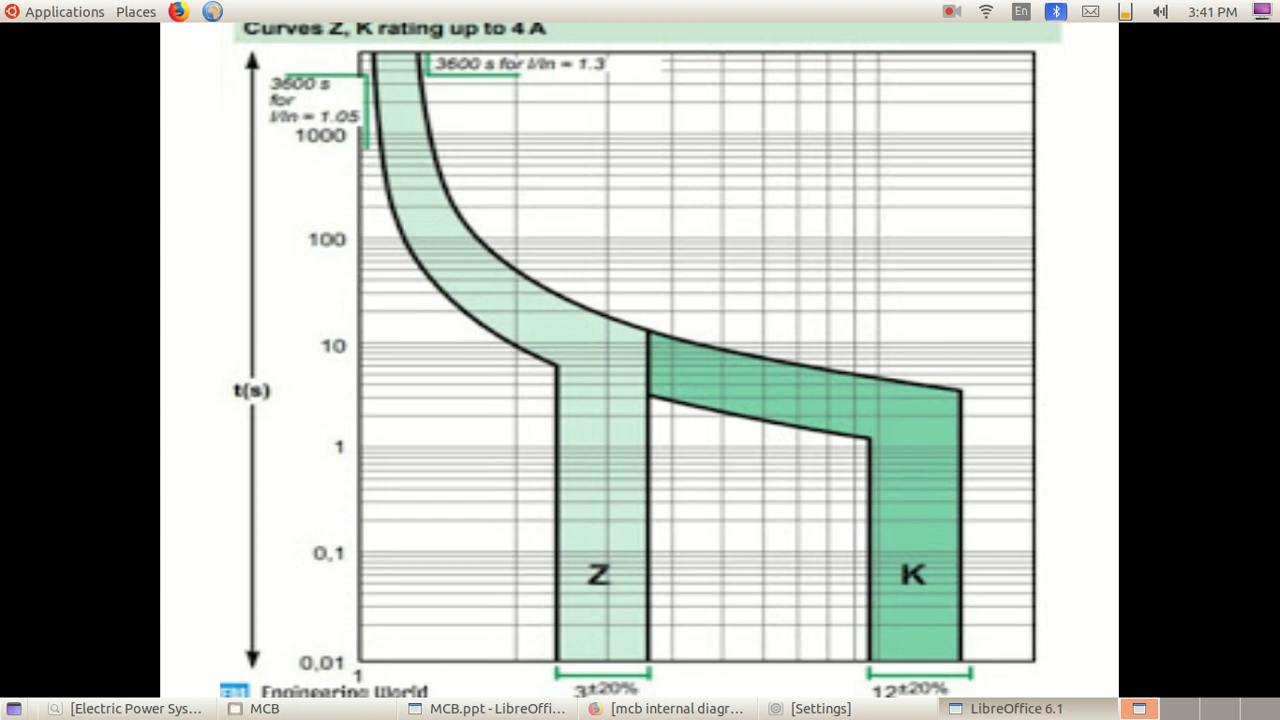 Applications Places En 3:41 PM
Curves Z, K rating up to 4 A
3600 s for I/In = 1.3
3600 s
for
I/In = 1.05
1000
100
10
t(s)
1
0,1
Z K
0,01
1
EEI Engineering World 3±20% 12±20%
[Electric Power Sys... MCB MCB.ppt - LibreOffi... [mcb internal diagr... [Settings] LibreOffice 6.1